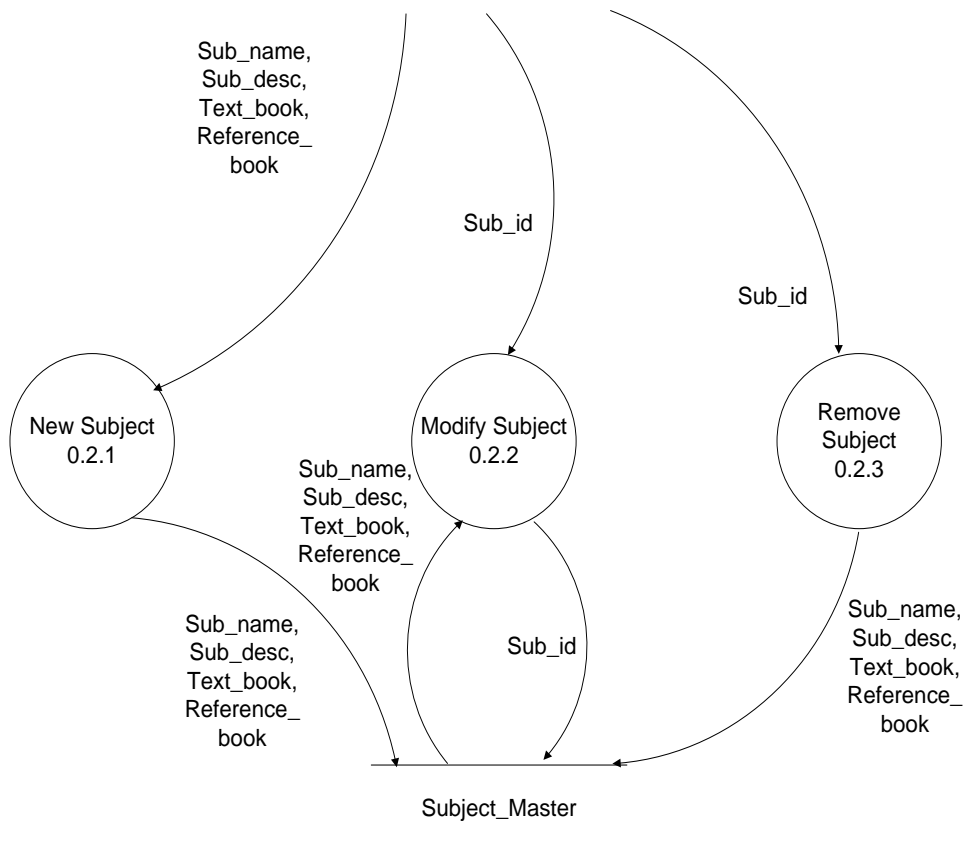 Sub_name,
Sub_desc,
Text_book,
Reference_
book
Sub_id
Sub_id
New Subject
0.2.1
Modify Subject
0.2.2
Remove
Subject
0.2.3
Sub_name,
Sub_desc,
Text_book,
Reference_
book
Sub_name,
Sub_desc,
Text_book,
Reference_
book
Sub_id
Sub_name,
Sub_desc,
Text_book,
Reference_
book
Subject_Master